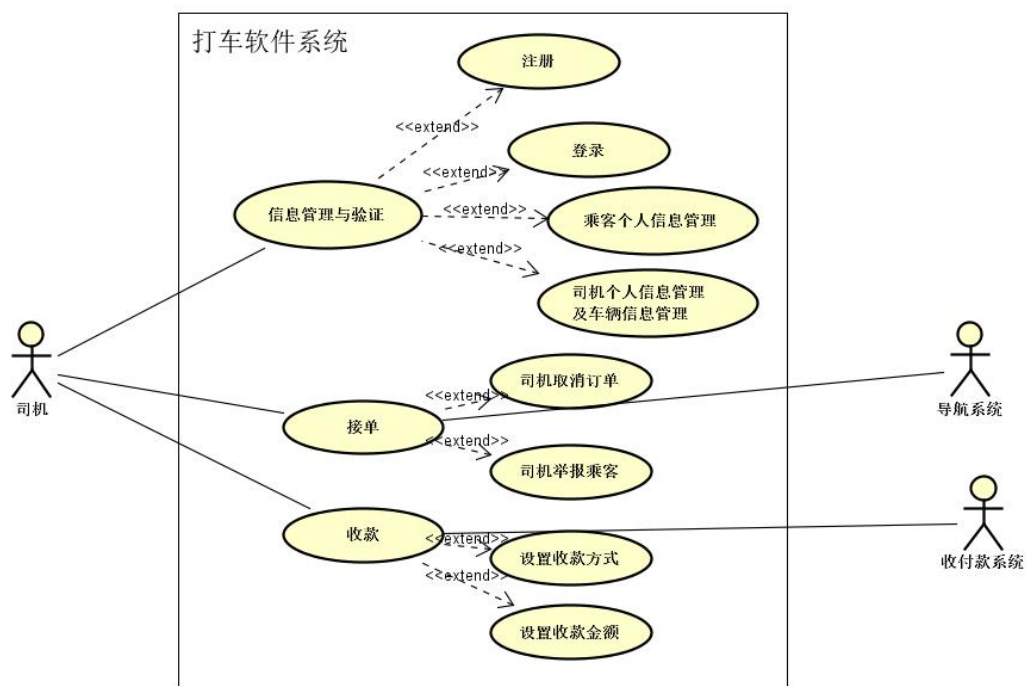 打车软件系统
注册
<<extend>>
登录
<<extend>>
信息管理与验证
<<extend>>
乘客个人信息管理
<<extend>>
司机个人信息管理
及车辆信息管理
司机
司机取消订单
<<extend>>
导航系统
接单
<<extend>>
司机举报乘客
收款
<<extend>>
设置收款方式
收付款系统
<<extend>>
设置收款金额